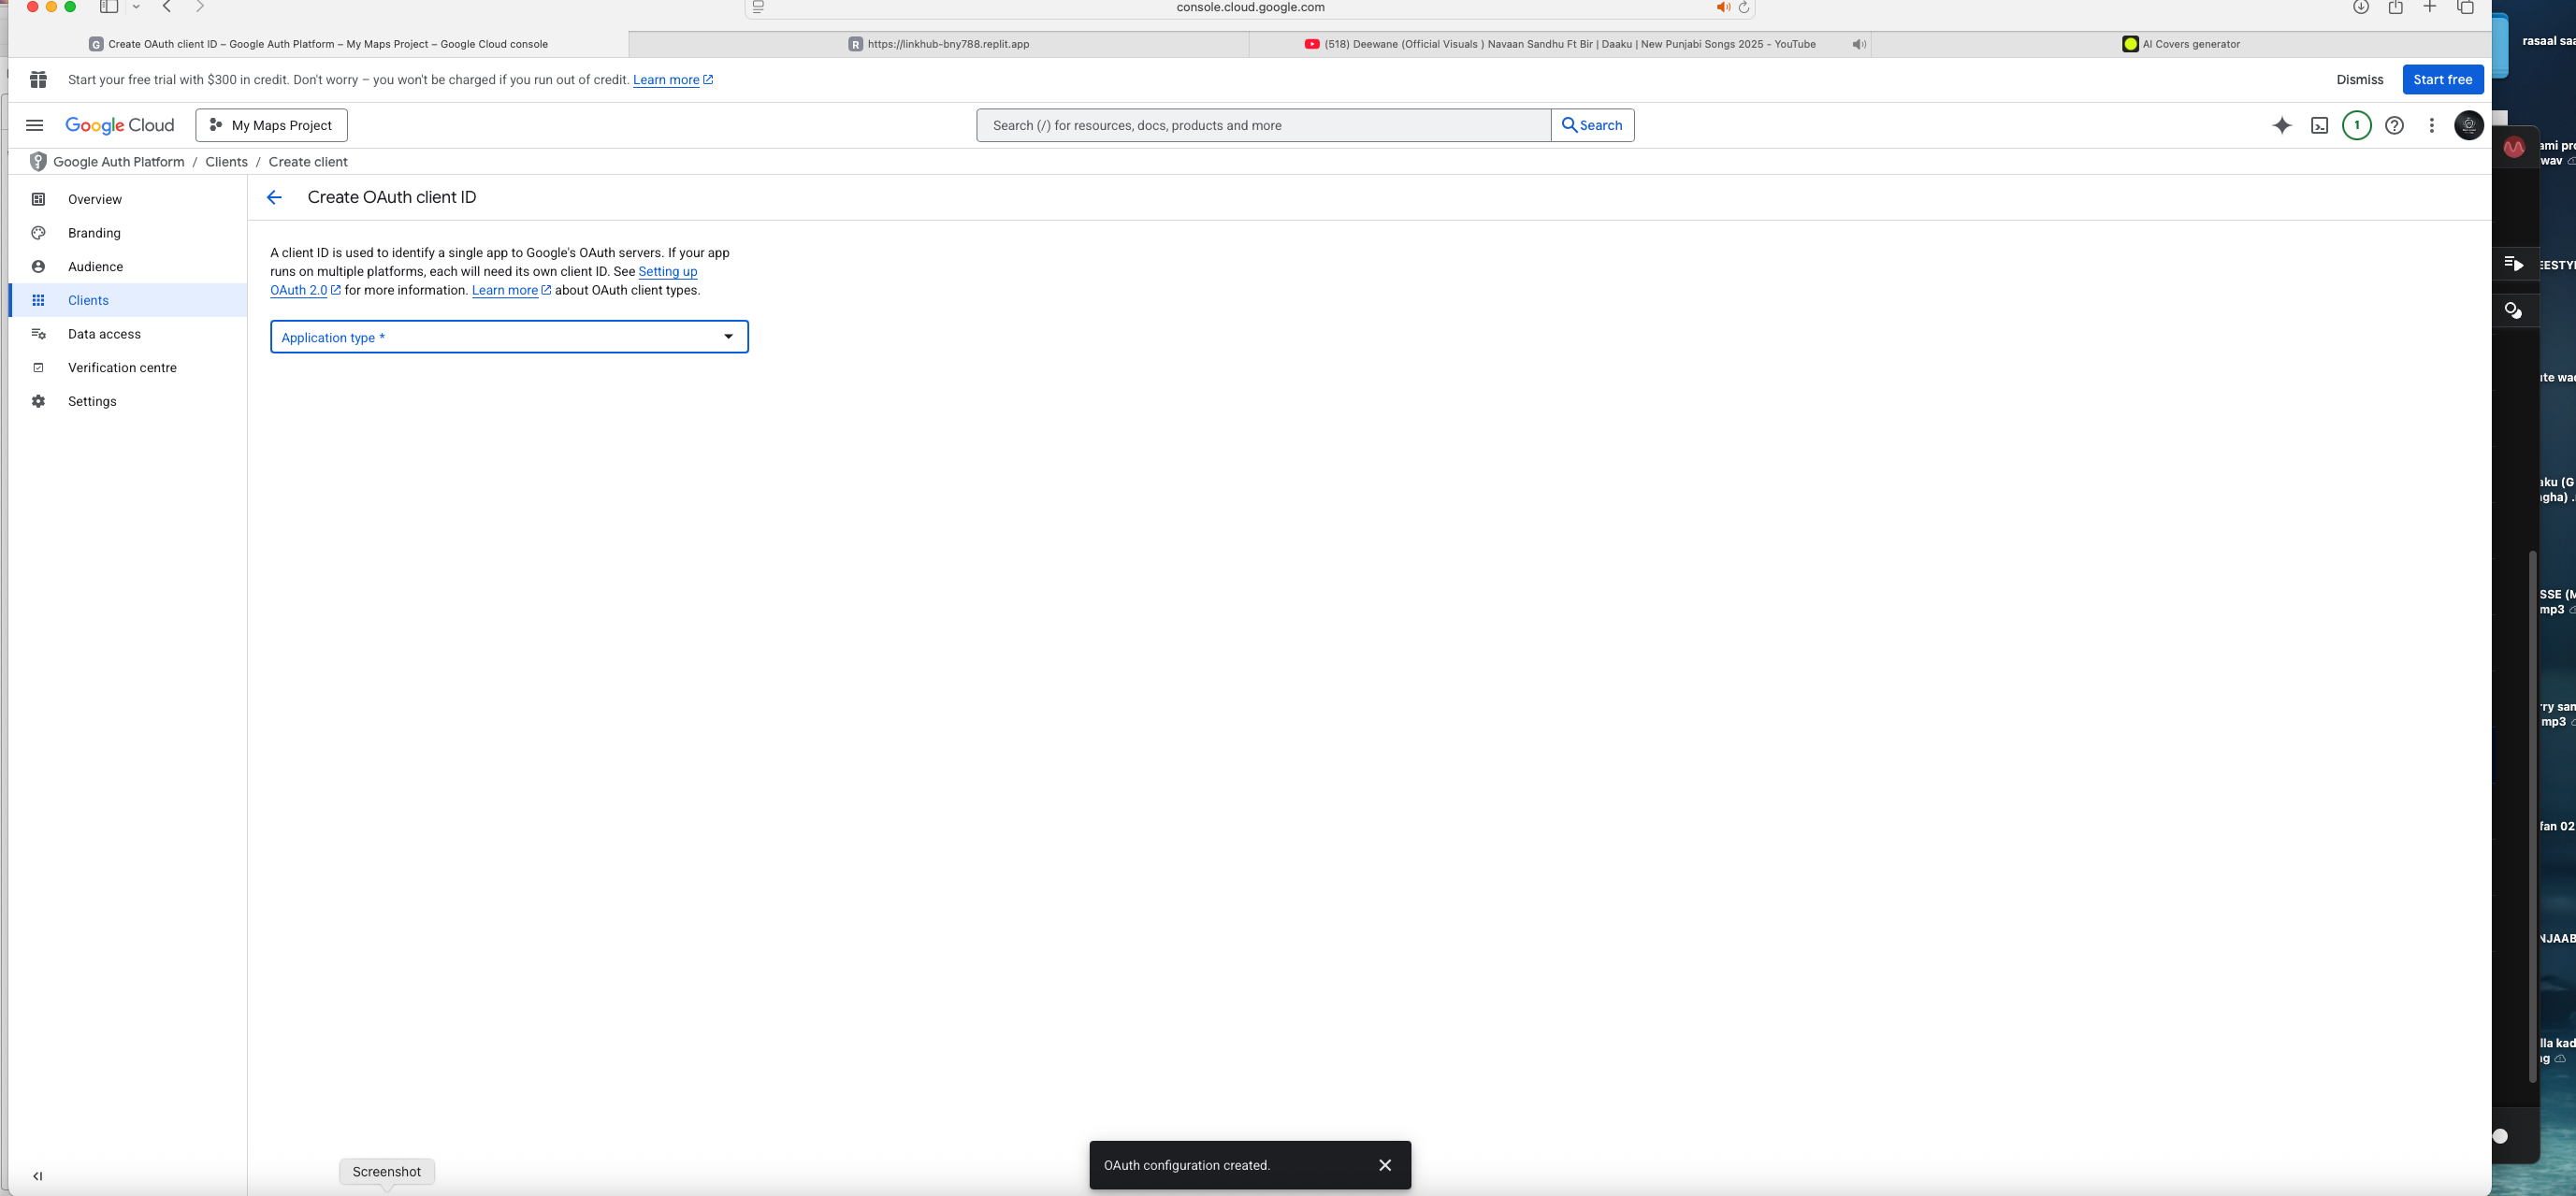 console.cloud.google.com
Create OAuth client ID – Google Auth Platform – My Maps Project – Google Cloud console
https://linkhub-bny788.replit.app
(518) Deewane (Official Visuals ) Navaan Sandhu Ft Bir | Daaku | New Punjabi Songs 2025 - YouTube
AI Covers generator
Start your free trial with $300 in credit. Don't worry – you won't be charged if you run out of credit. Learn more
Dismiss
Start free
Google Cloud
My Maps Project
Search (/) for resources, docs, products and more
Search
1
Google Auth Platform / Clients / Create client
Overview
Branding
Audience
Clients
Data access
Verification centre
Settings
Create OAuth client ID
A client ID is used to identify a single app to Google's OAuth servers. If your app
runs on multiple platforms, each will need its own client ID. See Setting up
OAuth 2.0 for more information. Learn more about OAuth client types.
Application type *
OAuth configuration created.
Screenshot
rasaal saa
ami pro
wav
EESTYL
ute wad
aku (G
gha) .
SSE (M
mp3
rry san
mp3
fan 02
NJAAB
lla kad